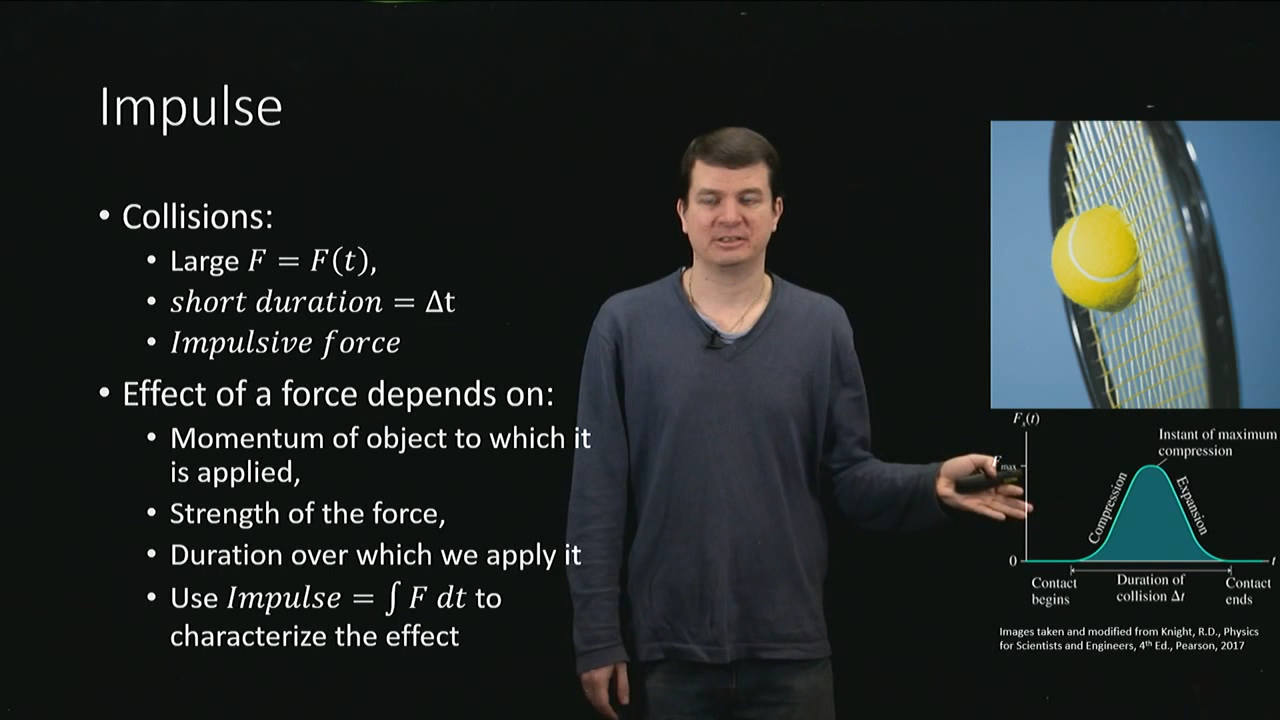 Impulse
• Collisions:
• Large F = F(t),
• short duration = Δt
• Impulsive force
• Effect of a force depends on:
• Momentum of object to which it
is applied,
• Strength of the force,
• Duration over which we apply it
• Use Impulse = ∫ F dt to
characterize the effect
Fₓ(t)
Instant of maximum
compression
Fmax
Compression
Expansion
0
t
Contact
begins
Duration of
collision Δt
Contact
ends
Images taken and modified from Knight, R.D., Physics
for Scientists and Engineers, 4th Ed., Pearson, 2017